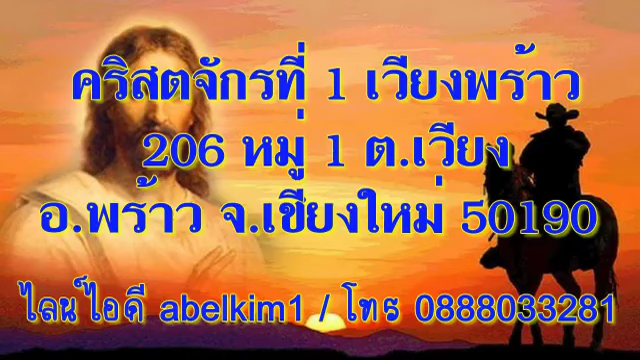 คริสตจักรที่ 1 เวียงพร้าว
206 หมู่ 1 ต.เวียง
อ.พร้าว จ.เชียงใหม่ 50190
ไลน์ไอดี abelkim1 / โทร 0888033281